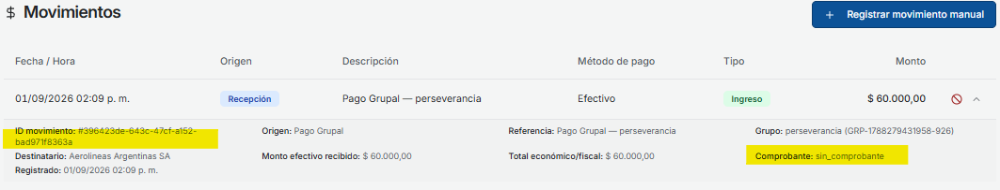 $ Movimientos
+ Registrar movimiento manual
Fecha / Hora Origen Descripción Método de pago Tipo Monto
01/09/2026 02:09 p. m. Recepción Pago Grupal — perseverancia Efectivo Ingreso $ 60.000,00
ID movimiento: #396423de-643c-47cf-a152-
bad971f8363a
Origen: Pago Grupal
Referencia: Pago Grupal — perseverancia
Grupo: perseverancia (GRP-1788279431958-926)
Destinatario: Aerolineas Argentinas SA
Monto efectivo recibido: $ 60.000,00
Total económico/fiscal: $ 60.000,00
Comprobante: sin_comprobante
Registrado: 01/09/2026 02:09 p. m.